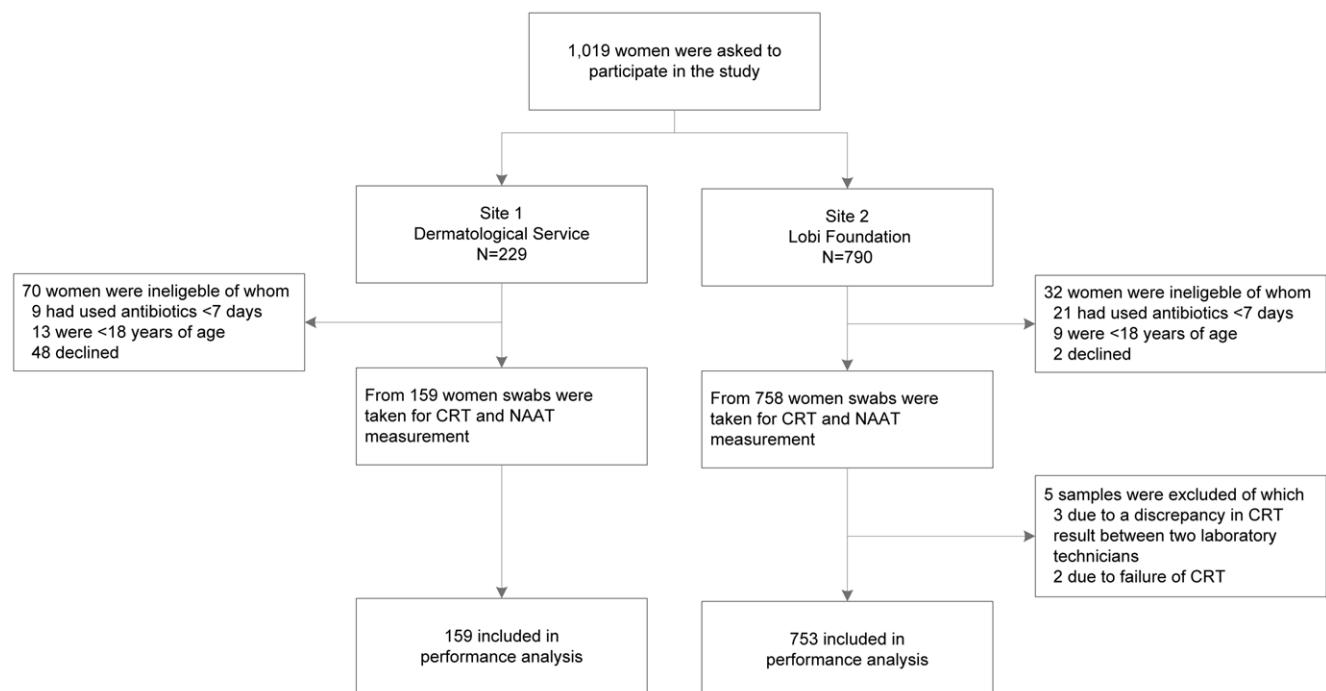 1,019 women were asked to
participate in the study
Site 1
Dermatological Service
N=229
Site 2
Lobi Foundation
N=790
70 women were ineligeble of whom
9 had used antibiotics <7 days
13 were <18 years of age
48 declined
32 women were ineligeble of whom
21 had used antibiotics <7 days
9 were <18 years of age
2 declined
From 159 women swabs were
taken for CRT and NAAT
measurement
From 758 women swabs were
taken for CRT and NAAT
measurement
5 samples were excluded of which
3 due to a discrepancy in CRT
result between two laboratory
technicians
2 due to failure of CRT
159 included in
performance analysis
753 included in
performance analysis